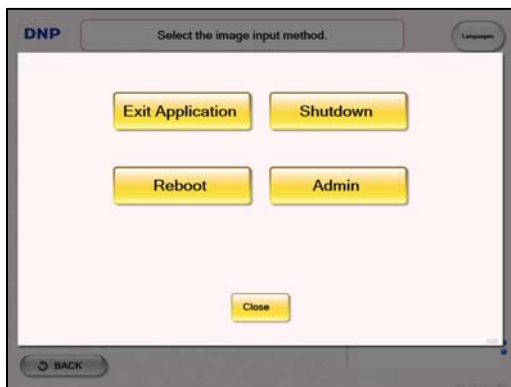 DNP
Select the image input method.
Languages
Exit Application
Shutdown
Reboot
Admin
Close
BACK